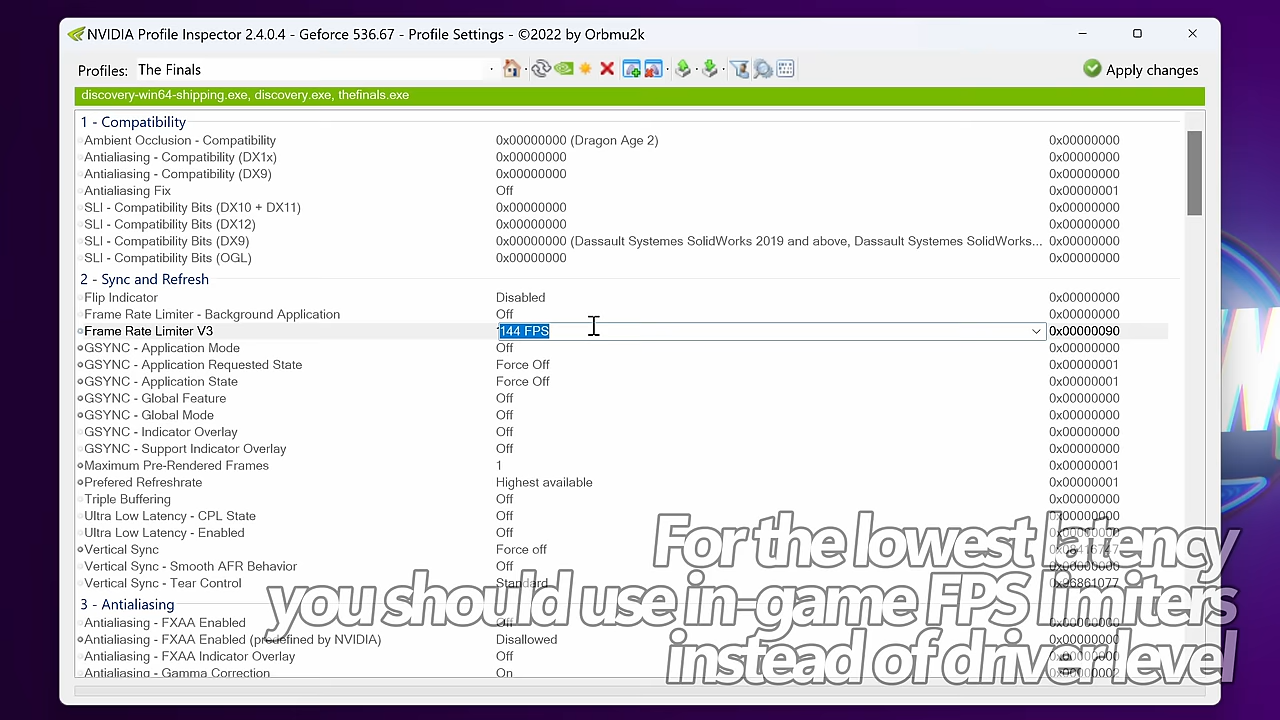 NVIDIA Profile Inspector 2.4.0.4 - Geforce 536.67 - Profile Settings - ©2022 by Orbmu2k
Profiles: The Finals Apply changes
discovery-win64-shipping.exe, discovery.exe, thefinals.exe
1 - Compatibility
Ambient Occlusion - Compatibility 0x00000000 (Dragon Age 2) 0x00000000
Antialiasing - Compatibility (DX1x) 0x00000000 0x00000000
Antialiasing - Compatibility (DX9) 0x00000000 0x00000000
Antialiasing Fix Off 0x00000001
SLI - Compatibility Bits (DX10 + DX11) 0x00000000 0x00000000
SLI - Compatibility Bits (DX12) 0x00000000 0x00000000
SLI - Compatibility Bits (DX9) 0x00000000 (Dassault Systemes SolidWorks 2019 and above, Dassault Systemes SolidWorks... 0x00000000
SLI - Compatibility Bits (OGL) 0x00000000 0x00000000
2 - Sync and Refresh
Flip Indicator Disabled 0x00000000
Frame Rate Limiter - Background Application Off 0x00000000
Frame Rate Limiter V3 144 FPS 0x00000090
GSYNC - Application Mode Off 0x00000000
GSYNC - Application Requested State Force Off 0x00000001
GSYNC - Application State Force Off 0x00000001
GSYNC - Global Feature Off 0x00000000
GSYNC - Global Mode Off 0x00000000
GSYNC - Indicator Overlay Off 0x00000000
GSYNC - Support Indicator Overlay Off 0x00000000
Maximum Pre-Rendered Frames 1 0x00000001
Prefered Refreshrate Highest available 0x00000001
Triple Buffering Off 0x00000000
Ultra Low Latency - CPL State Off 0x00000000
Ultra Low Latency - Enabled Off 0x00000000
Vertical Sync Force off 0x08416747
Vertical Sync - Smooth AFR Behavior Off 0x00000000
Vertical Sync - Tear Control Standard 0x96861077
3 - Antialiasing
Antialiasing - FXAA Enabled Off 0x00000000
Antialiasing - FXAA Enabled (predefined by NVIDIA) Disallowed
Antialiasing - FXAA Indicator Overlay Off
Antialiasing - Gamma Correction On
For the lowest latency
you should use in-game FPS limiters
instead of driver level